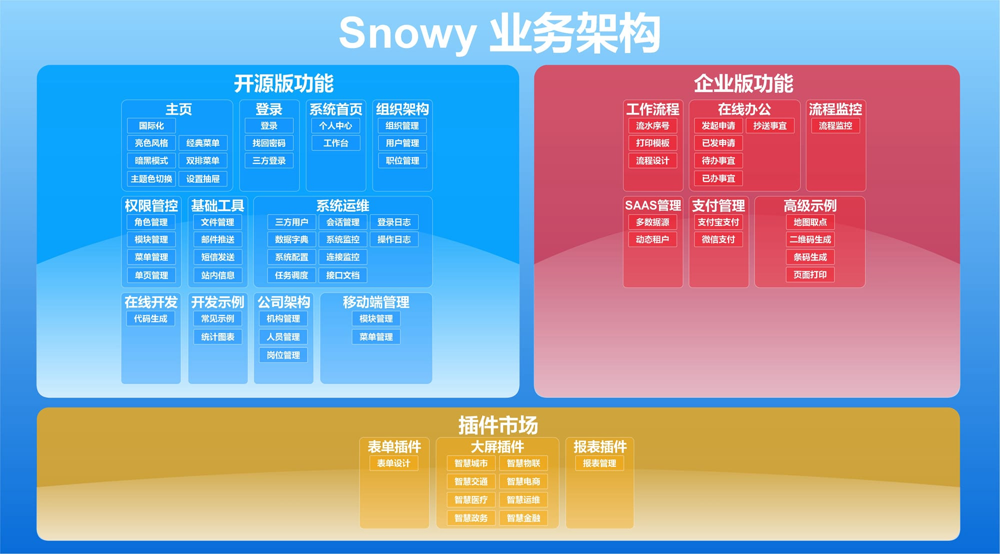 Snowy 业务架构
开源版功能
主页
国际化
亮色风格 经典菜单
暗黑模式 双排菜单
主题色切换 设置抽屉
登录
登录
找回密码
三方登录
系统首页
个人中心
工作台
组织架构
组织管理
用户管理
职位管理
权限管控
角色管理
模块管理
菜单管理
单页管理
基础工具
文件管理
邮件推送
短信发送
站内信息
系统运维
三方用户 会话管理 登录日志
数据字典 系统监控 操作日志
系统配置 连接监控
任务调度 接口文档
在线开发
代码生成
开发示例
常见示例
统计图表
公司架构
机构管理
人员管理
岗位管理
移动端管理
模块管理
菜单管理
企业版功能
工作流程
流水序号
打印模板
流程设计
在线办公
发起申请 抄送事宜
已发申请
待办事宜
已办事宜
流程监控
流程监控
SAAS管理
多数据源
动态租户
支付管理
支付宝支付
微信支付
高级示例
地图取点
二维码生成
条码生成
页面打印
插件市场
表单插件
表单设计
大屏插件
智慧城市 智慧物联
智慧交通 智慧电商
智慧医疗 智慧运维
智慧政务 智慧金融
报表插件
报表管理